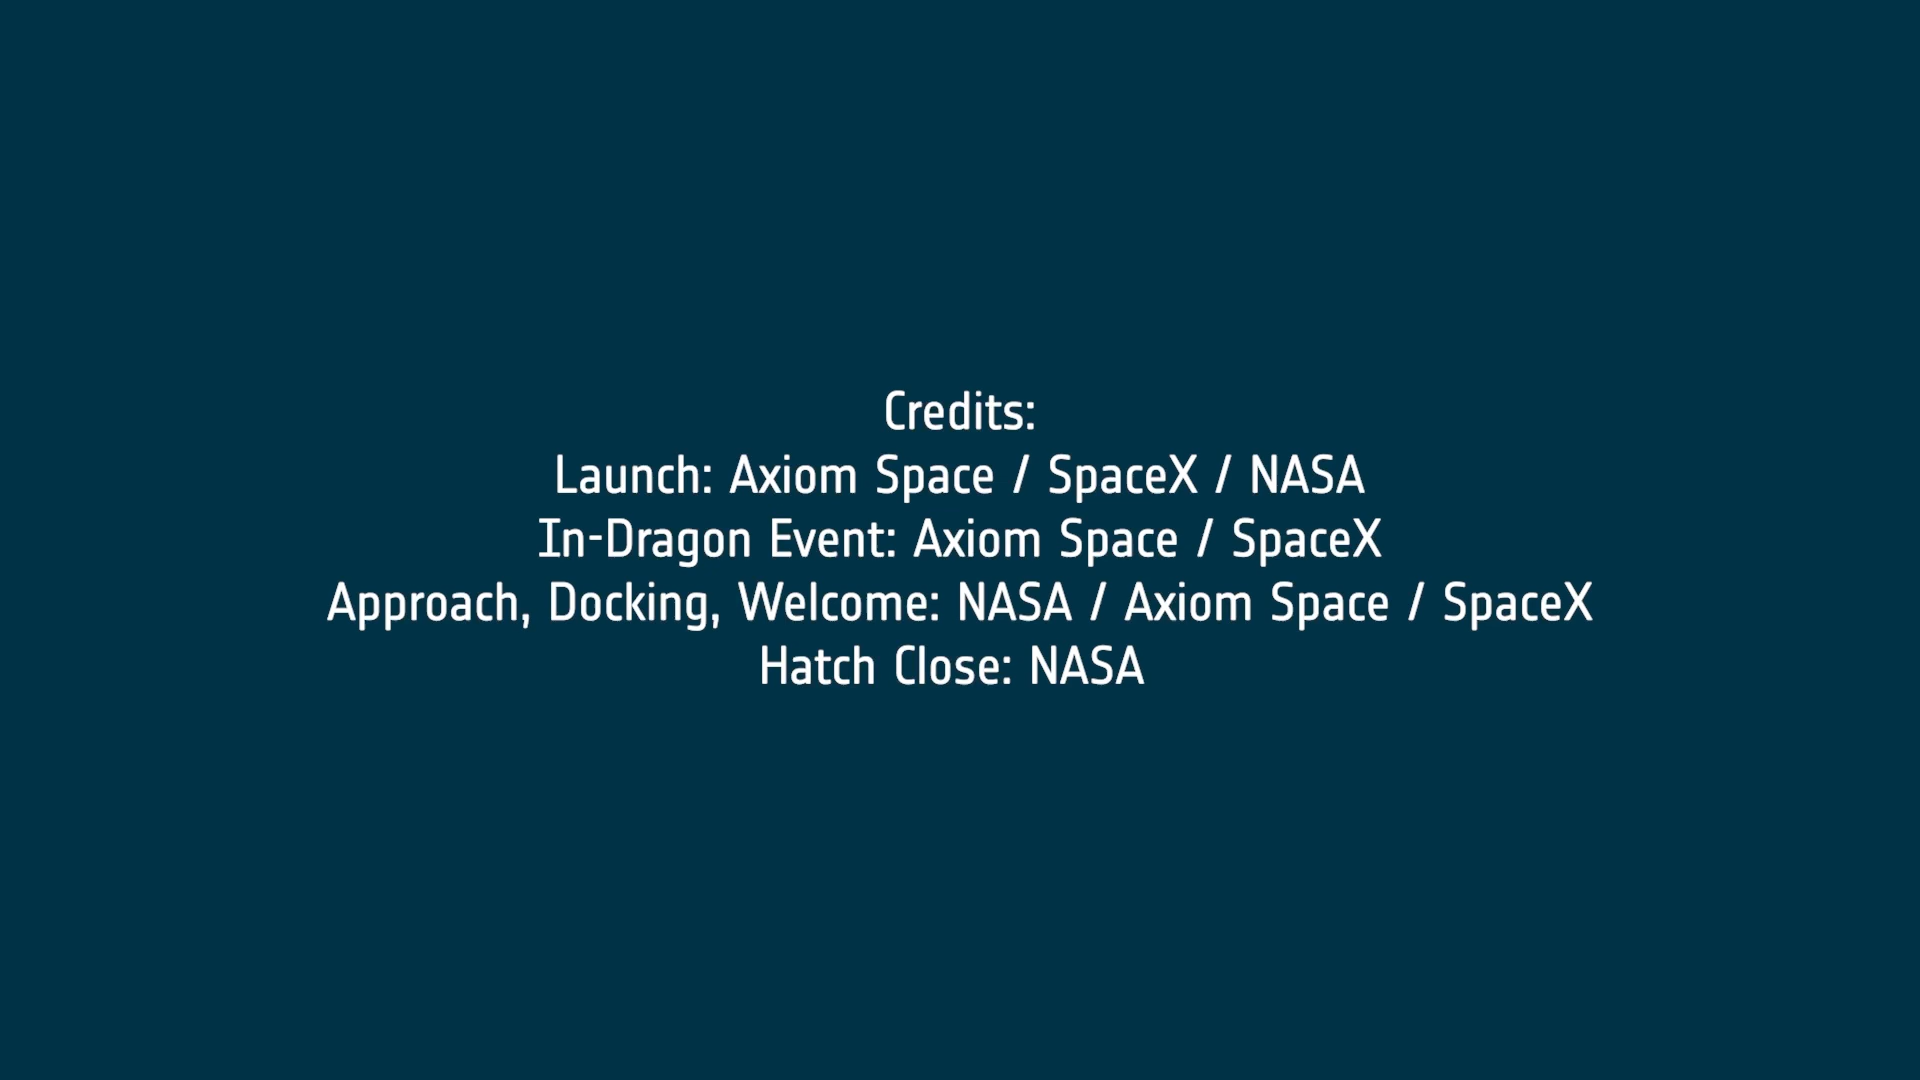 Credits:
Launch: Axiom Space / SpaceX / NASA
In-Dragon Event: Axiom Space / SpaceX
Approach, Docking, Welcome: NASA / Axiom Space / SpaceX
Hatch Close: NASA